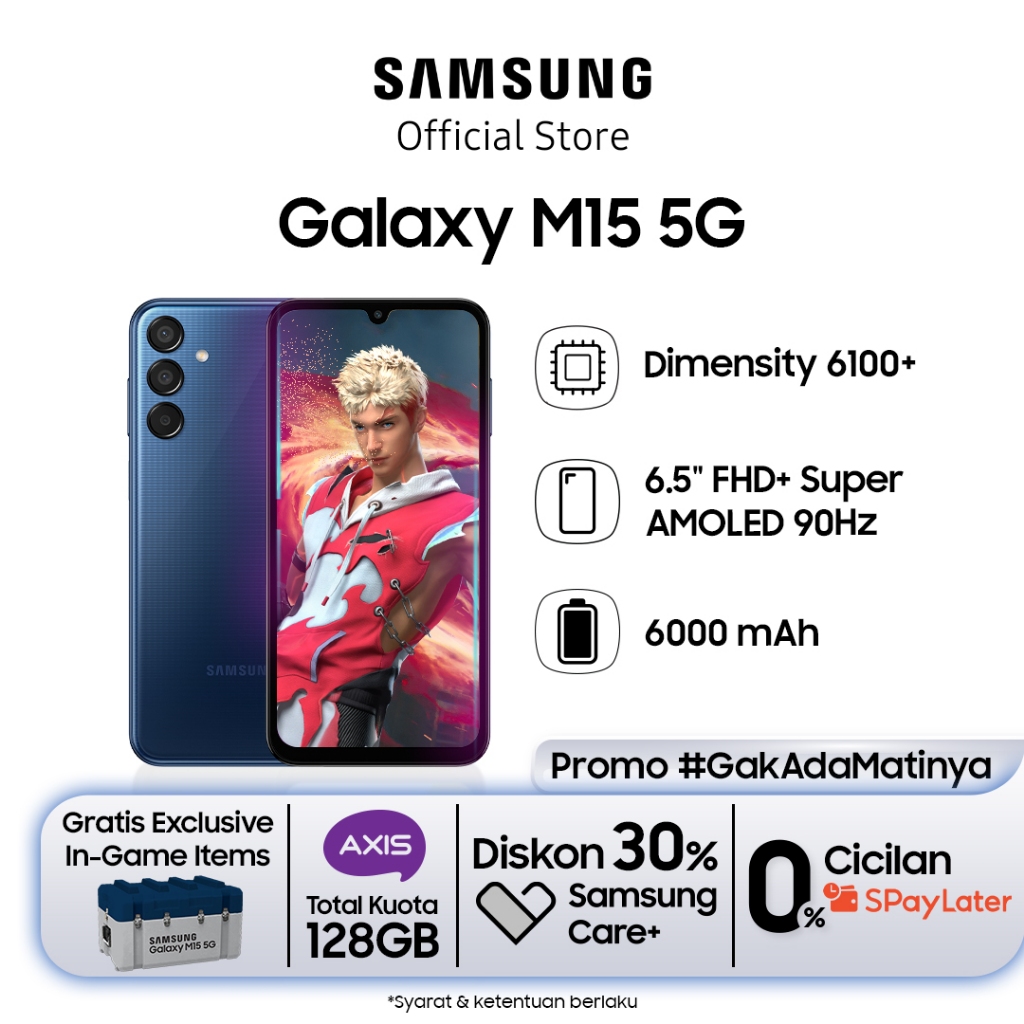 SAMSUNG
Official Store
Galaxy M15 5G
Dimensity 6100+
6.5" FHD+ Super
AMOLED 90Hz
6000 mAh
SAMSUN
Promo #GakAdaMatinya
Gratis Exclusive
In-Game Items
SAMSUNG
Galaxy M15 5G
AXIS
Total Kuota
128GB
Diskon 30%
Samsung
Care+
0%
Cicilan
SPayLater
*Syarat & ketentuan berlaku